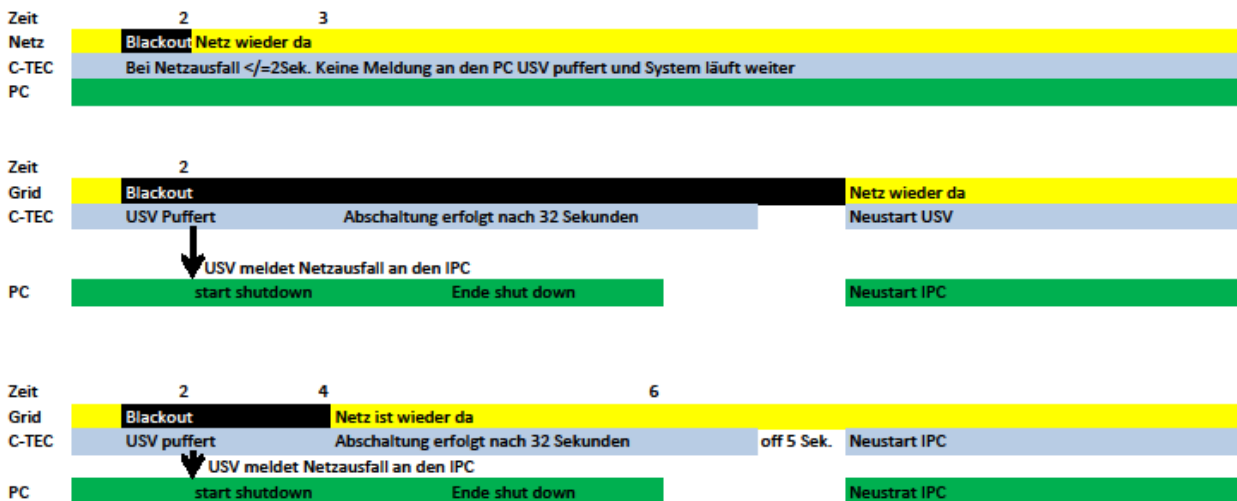 Zeit 2 3
Netz Blackout Netz wieder da
C-TEC Bei Netzausfall </=2Sek. Keine Meldung an den PC USV puffert und System läuft weiter
PC
Zeit 2
Grid Blackout Netz wieder da
C-TEC USV Puffert Abschaltung erfolgt nach 32 Sekunden Neustart USV
USV meldet Netzausfall an den IPC
PC start shutdown Ende shut down Neustart IPC
Zeit 2 4 6
Grid Blackout Netz ist wieder da
C-TEC USV puffert Abschaltung erfolgt nach 32 Sekunden off 5 Sek. Neustart IPC
USV meldet Netzausfall an den IPC
PC start shutdown Ende shut down Neustrat IPC